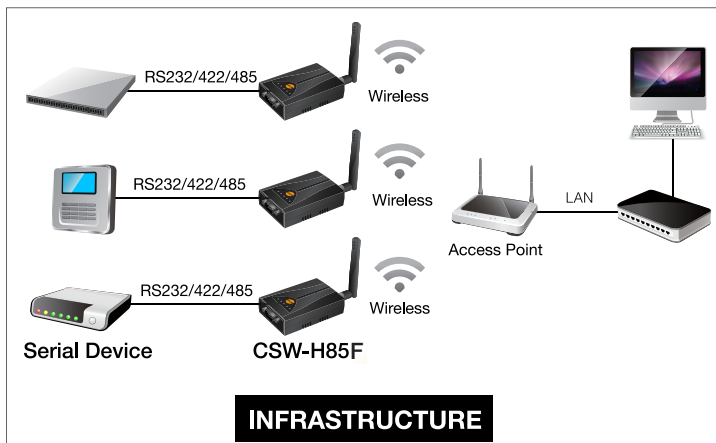 RS232/422/485
Wireless
RS232/422/485
Wireless
LAN
Access Point
RS232/422/485
Wireless
Serial Device
CSW-H85F
INFRASTRUCTURE